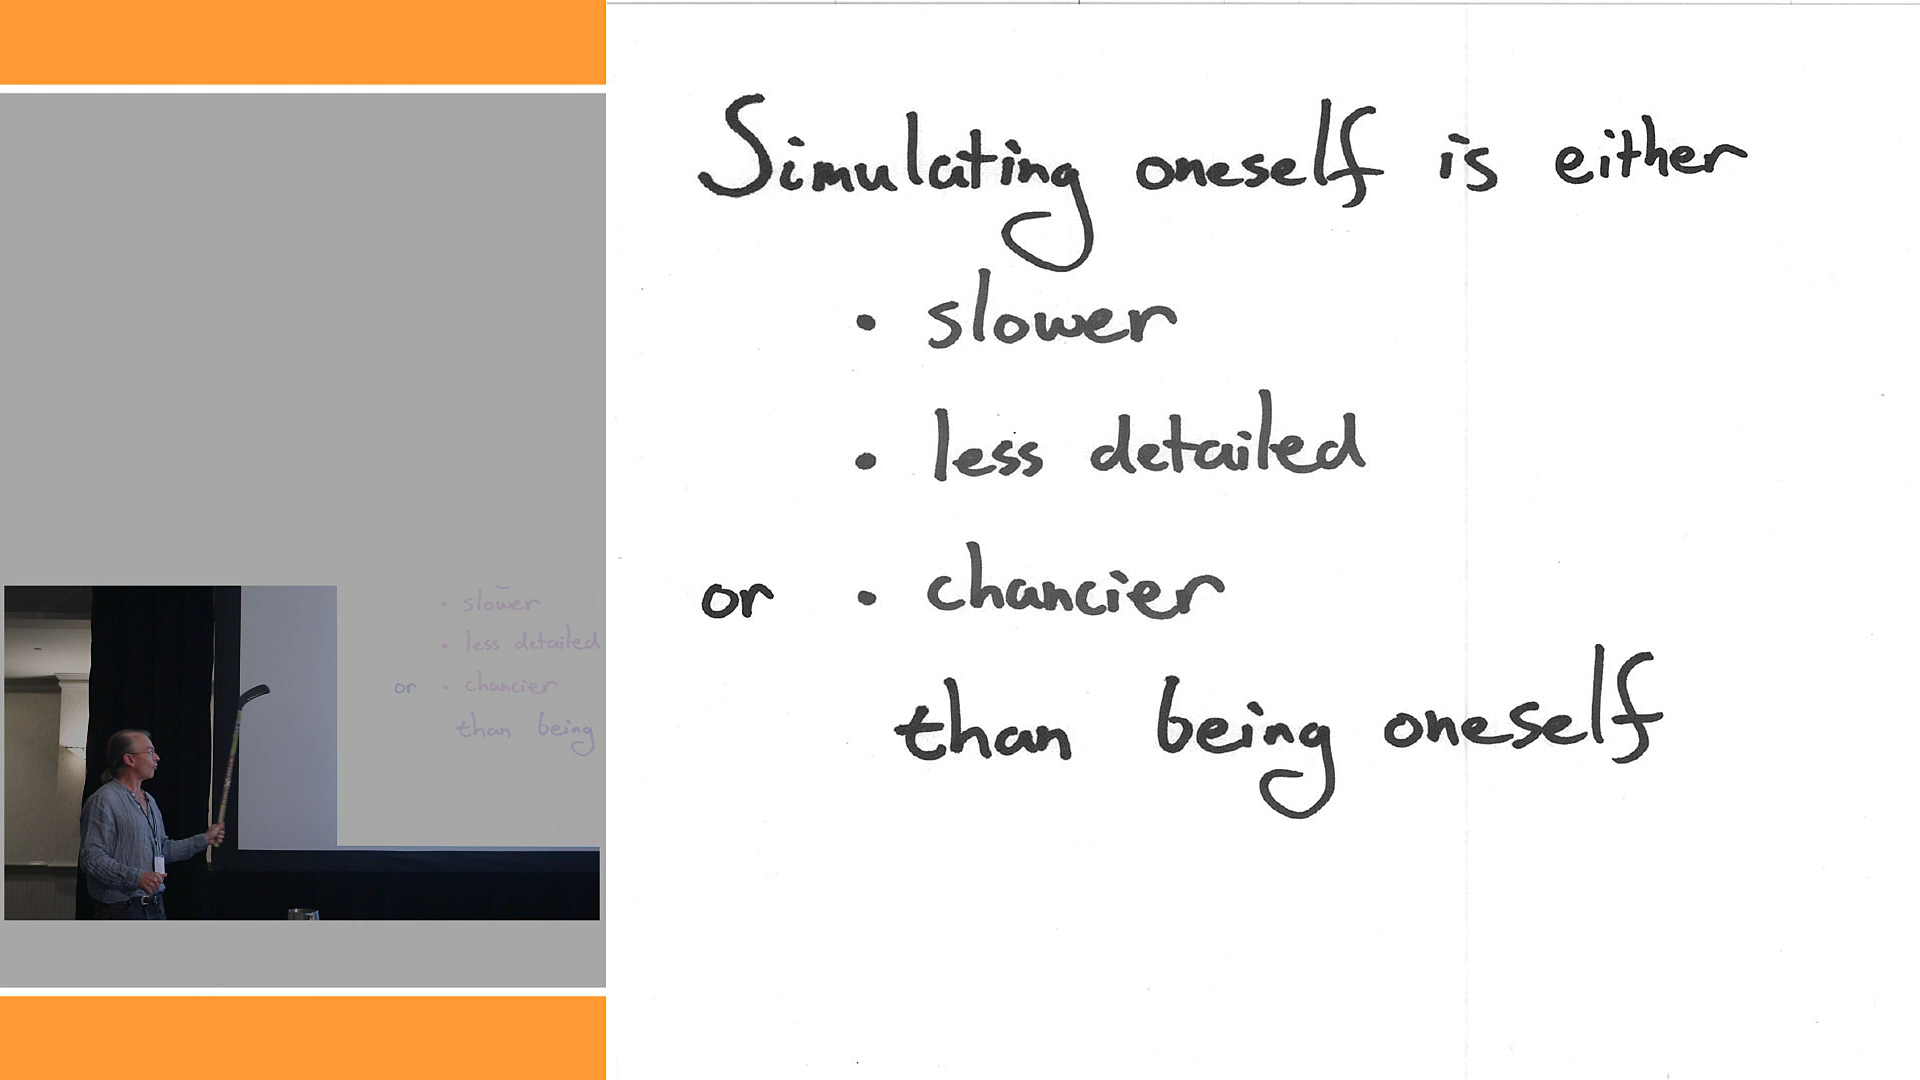 Simulating oneself is either
• slower
• less detailed
or • chancier
than being oneself
• slower
• less detailed
or • chancier
than being